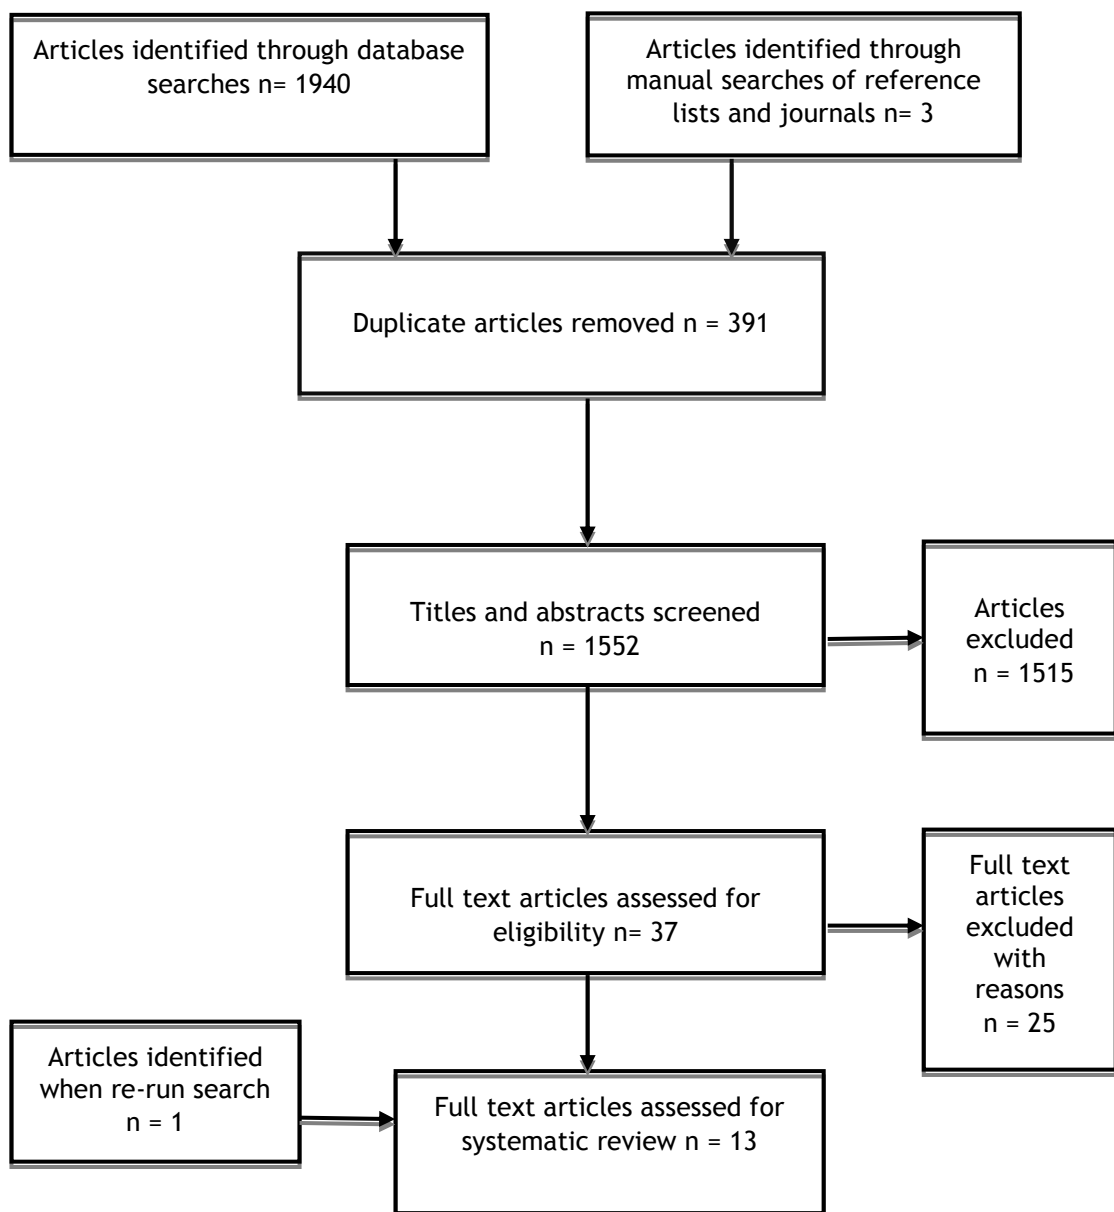 Articles identified through database
searches n= 1940
Articles identified through
manual searches of reference
lists and journals n= 3
Duplicate articles removed n = 391
Titles and abstracts screened
n = 1552
Articles
excluded
n = 1515
Full text articles assessed for
eligibility n= 37
Full text
articles
excluded
with
reasons
n = 25
Articles identified
when re-run search
n = 1
Full text articles assessed for
systematic review n = 13